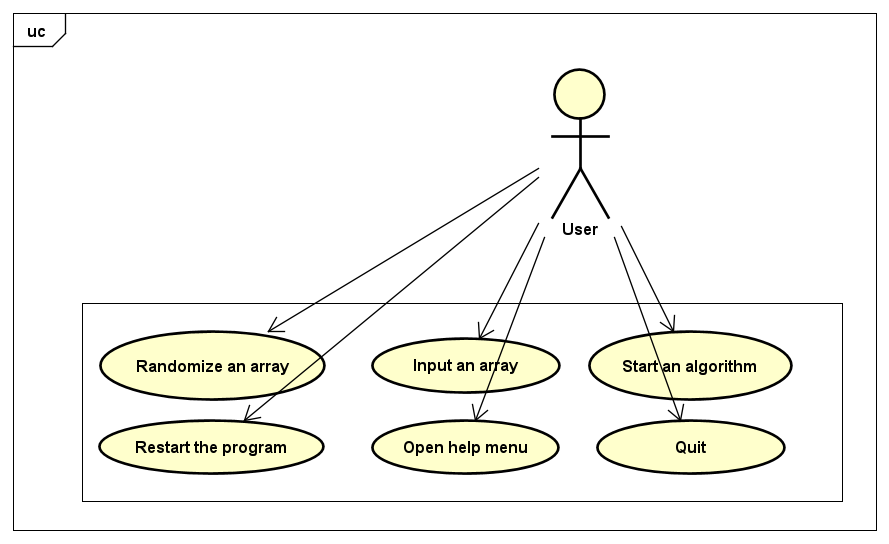 uc
User
Randomize an array
Input an array
Start an algorithm
Restart the program
Open help menu
Quit